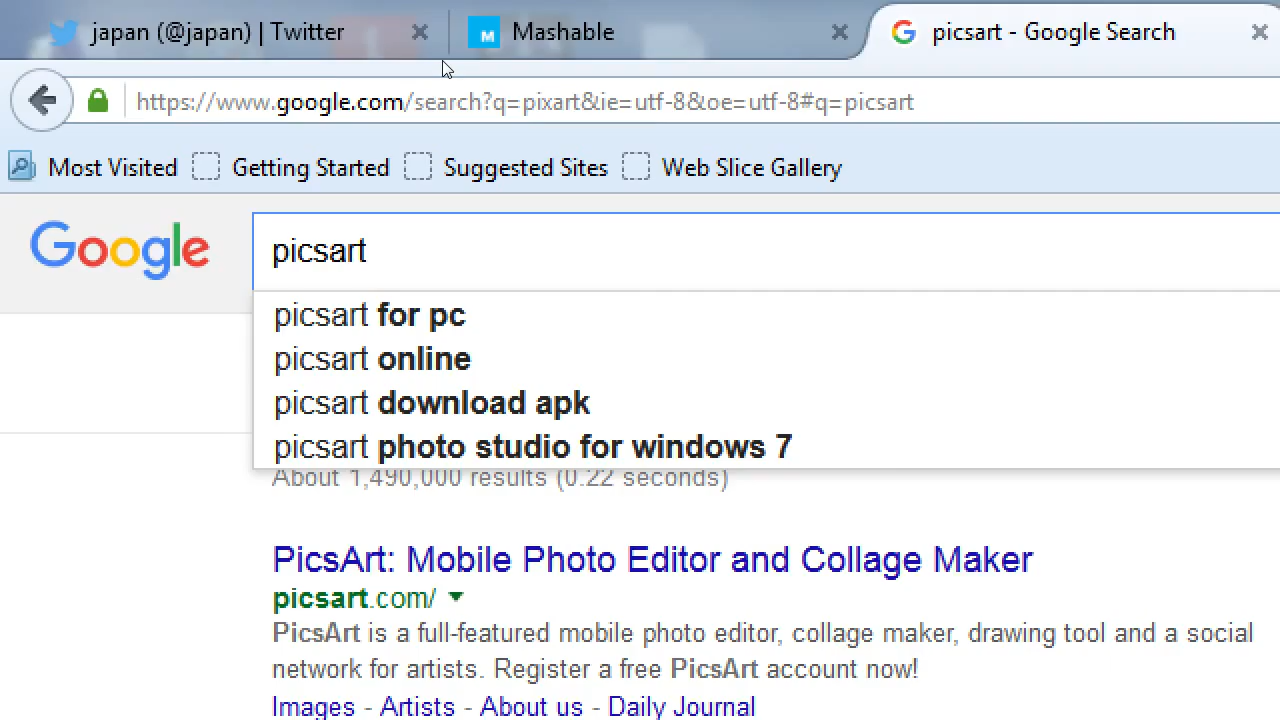 japan (@japan) | Twitter
M Mashable
G picsart - Google Search
https://www.google.com/search?q=pixart&ie=utf-8&oe=utf-8#q=picsart
Most Visited Getting Started Suggested Sites Web Slice Gallery
Google picsart
picsart for pc
picsart online
picsart download apk
picsart photo studio for windows 7
About 1,490,000 results (0.22 seconds)
PicsArt: Mobile Photo Editor and Collage Maker
picsart.com/
PicsArt is a full-featured mobile photo editor, collage maker, drawing tool and a social
network for artists. Register a free PicsArt account now!
Images - Artists - About us - Daily Journal